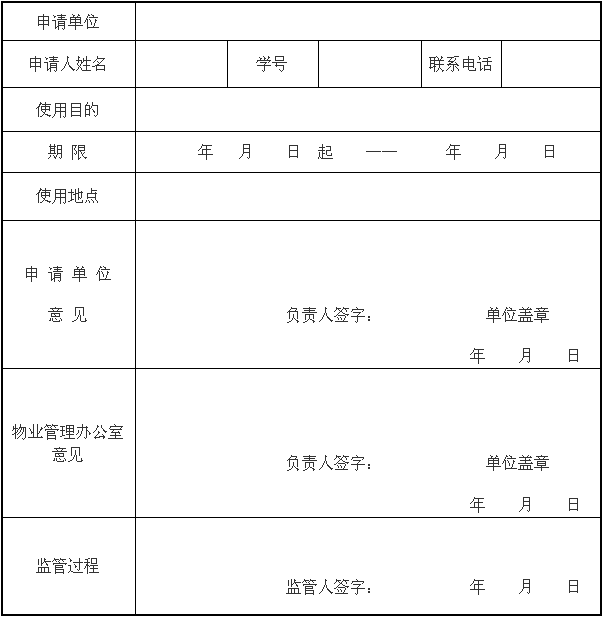 申请单位
申请人姓名 学号 联系电话
使用目的
期 限 年 月 日 起 —— 年 月 日
使用地点
申 请 单 位
意 见 负责人签字： 单位盖章
年 月 日
物业管理办公室
意见
负责人签字： 单位盖章
年 月 日
监管过程
监管人签字： 年 月 日